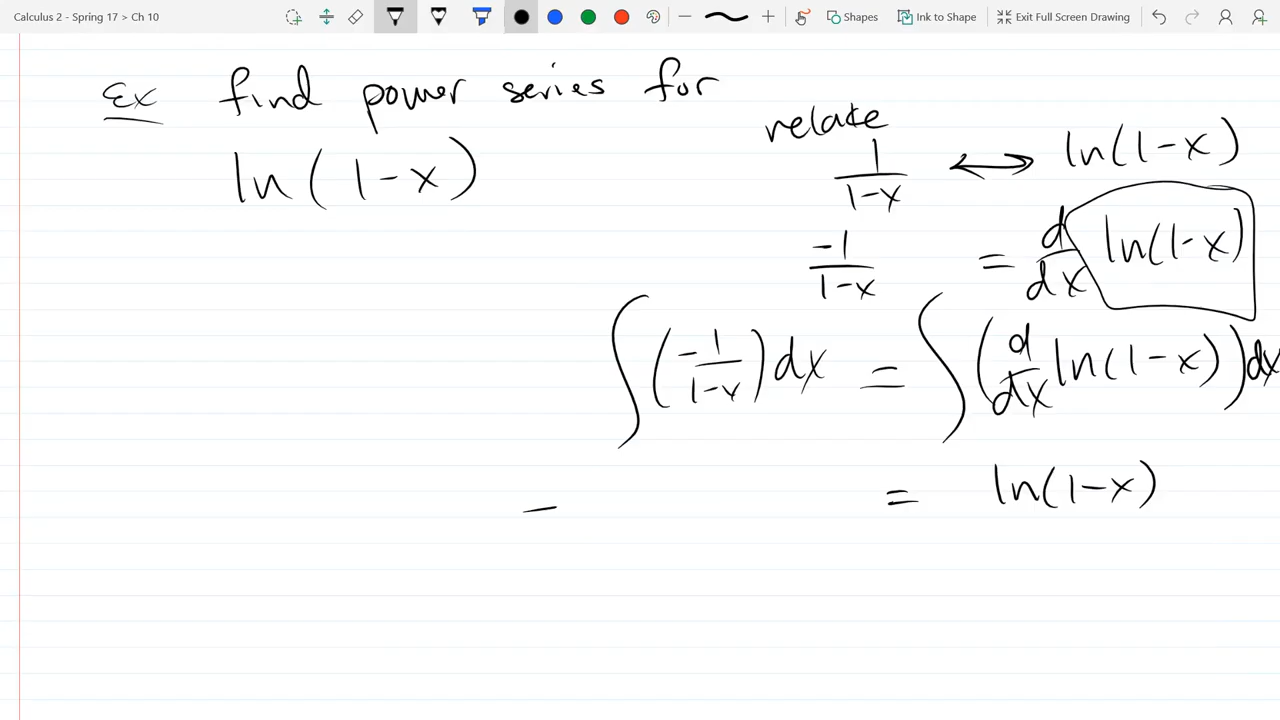 Calculus 2 - Spring 17 > Ch 10
Shapes
Ink to Shape
Exit Full Screen Drawing
Ex find power series for
ln(1-x)
relate
1/(1-x) ↔ ln(1-x)
-1/(1-x) = d/dx ln(1-x)
∫(-1/(1-x))dx = ∫(d/dx ln(1-x))dx
— = ln(1-x)